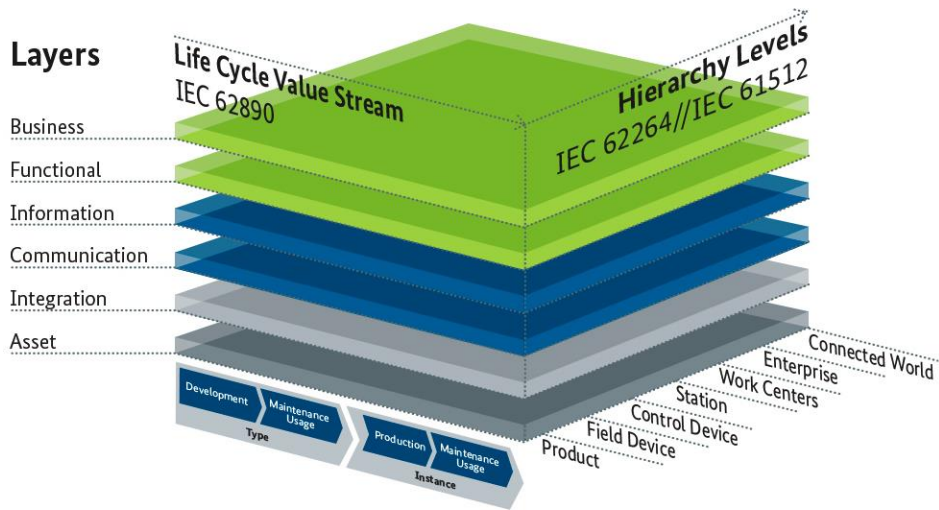 Layers
Life Cycle Value Stream
IEC 62890
Hierarchy Levels
IEC 62264//IEC 61512
Business
Functional
Information
Communication
Integration
Asset
Development
Maintenance
Usage
Type
Production
Maintenance
Usage
Instance
Product
Field Device
Control Device
Station
Work Centers
Enterprise
Connected World